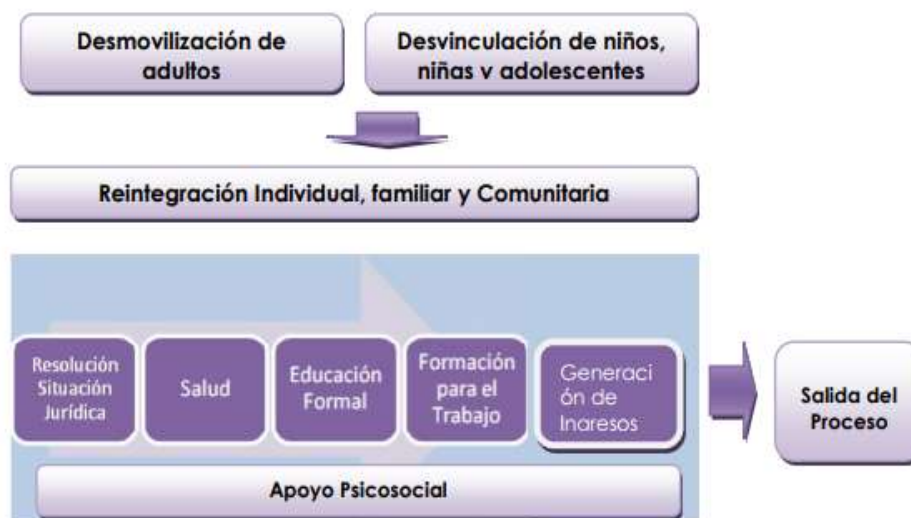 Desmovilización de
adultos
Desvinculación de niños,
niñas v adolescentes
Reintegración Individual, familiar y Comunitaria
Resolución
Situación
Jurídica
Salud
Educación
Formal
Formación
para el
Trabajo
Generaci
ón de
Ingresos
Salida del
Proceso
Apoyo Psicosocial